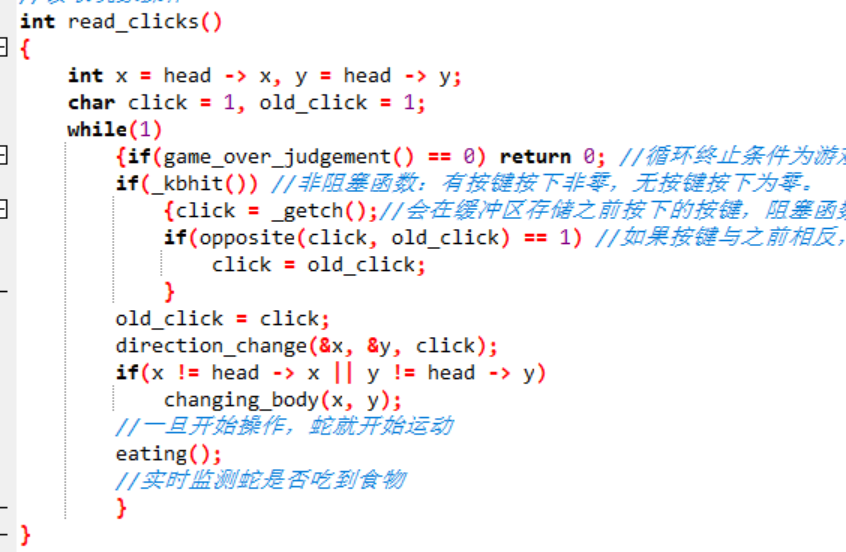 int read_clicks()
{
int x = head -> x, y = head -> y;
char click = 1, old_click = 1;
while(1)
{if(game_over_judgement() == 0) return 0; //循环终止条件为游
if(_kbhit()) //非阻塞函数：有按键按下非零，无按键按下为零。
{click = _getch();//会在缓冲区存储之前按下的按键，阻塞函
if(opposite(click, old_click) == 1) //如果按键与之前相反，
click = old_click;
}
old_click = click;
direction_change(&x, &y, click);
if(x != head -> x || y != head -> y)
changing_body(x, y);
//一旦开始操作，蛇就开始运动
eating();
//实时监测蛇是否吃到食物
}
}